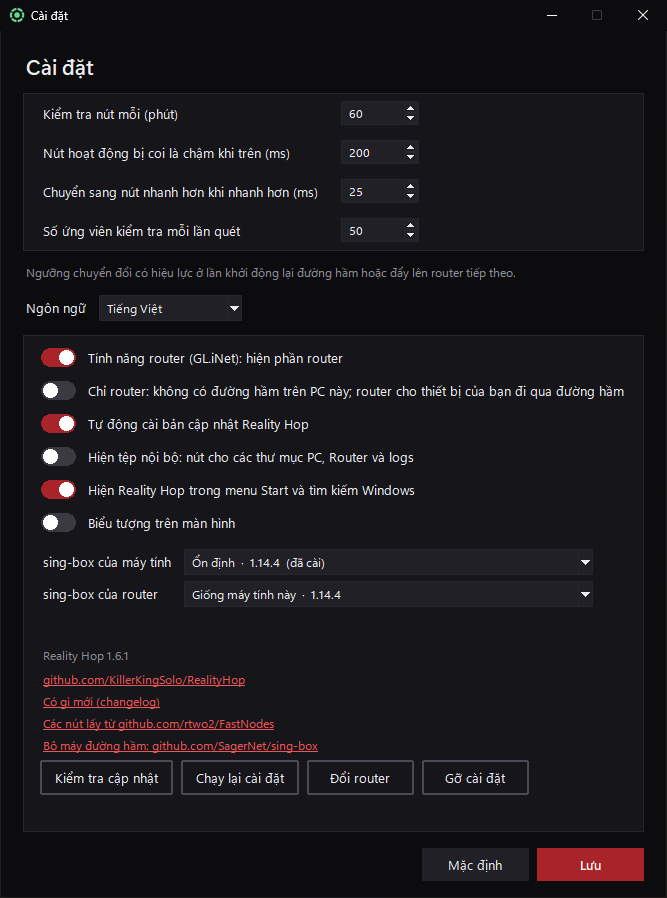 Cài đặt
Cài đặt
Kiểm tra nút mỗi (phút) 60
Nút hoạt động bị coi là chậm khi trên (ms) 200
Chuyển sang nút nhanh hơn khi nhanh hơn (ms) 25
Số ứng viên kiểm tra mỗi lần quét 50
Ngưỡng chuyển đổi có hiệu lực ở lần khởi động lại đường hầm hoặc đẩy lên router tiếp theo.
Ngôn ngữ Tiếng Việt
Tính năng router (GL.iNet): hiện phần router
Chỉ router: không có đường hầm trên PC này; router cho thiết bị của bạn đi qua đường hầm
Tự động cài bản cập nhật Reality Hop
Hiện tệp nội bộ: nút cho các thư mục PC, Router và logs
Hiện Reality Hop trong menu Start và tìm kiếm Windows
Biểu tượng trên màn hình
sing-box của máy tính Ổn định · 1.14.4 (đã cài)
sing-box của router Giống máy tính này · 1.14.4
Reality Hop 1.6.1
github.com/KillerKingSolo/RealityHop
Có gì mới (changelog)
Các nút lấy từ github.com/rtwo2/FastNodes
Bộ máy đường hầm: github.com/SagerNet/sing-box
Kiểm tra cập nhật Chạy lại cài đặt Đổi router Gỡ cài đặt
Mặc định Lưu